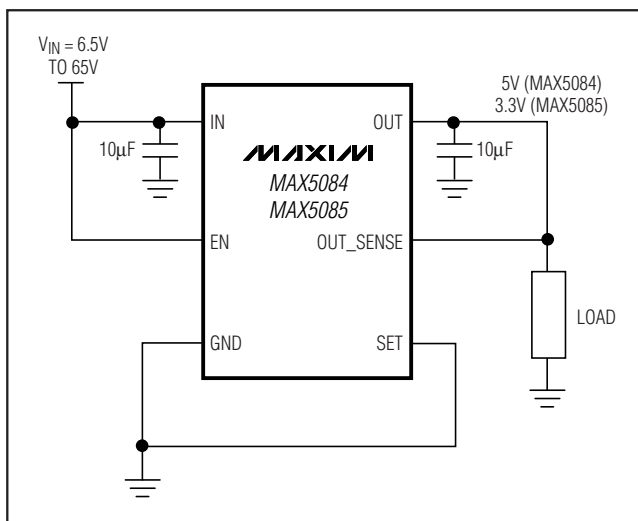 VIN = 6.5V
TO 65V
5V (MAX5084)
3.3V (MAX5085)
IN
OUT
10µF
10µF
MAXIM
MAX5084
MAX5085
EN
OUT_SENSE
LOAD
GND
SET